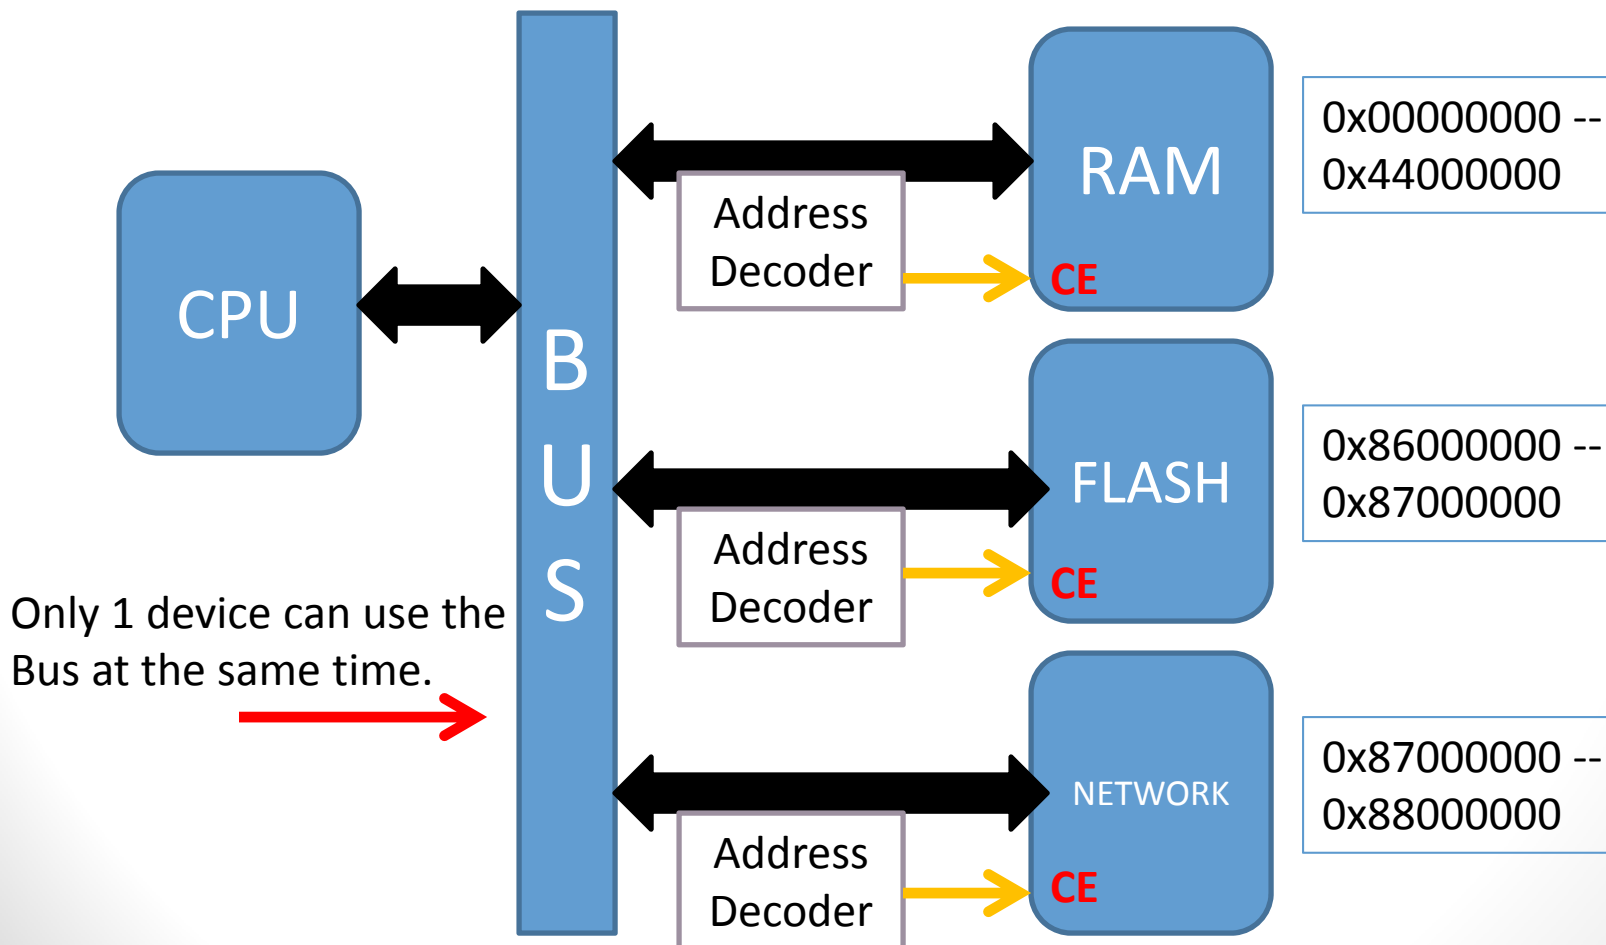 RAM
0x00000000 --
0x44000000
Address
Decoder
CE
CPU
B
U
S
FLASH
0x86000000 --
0x87000000
Address
Decoder
CE
Only 1 device can use the
Bus at the same time.
NETWORK
0x87000000 --
0x88000000
Address
Decoder
CE